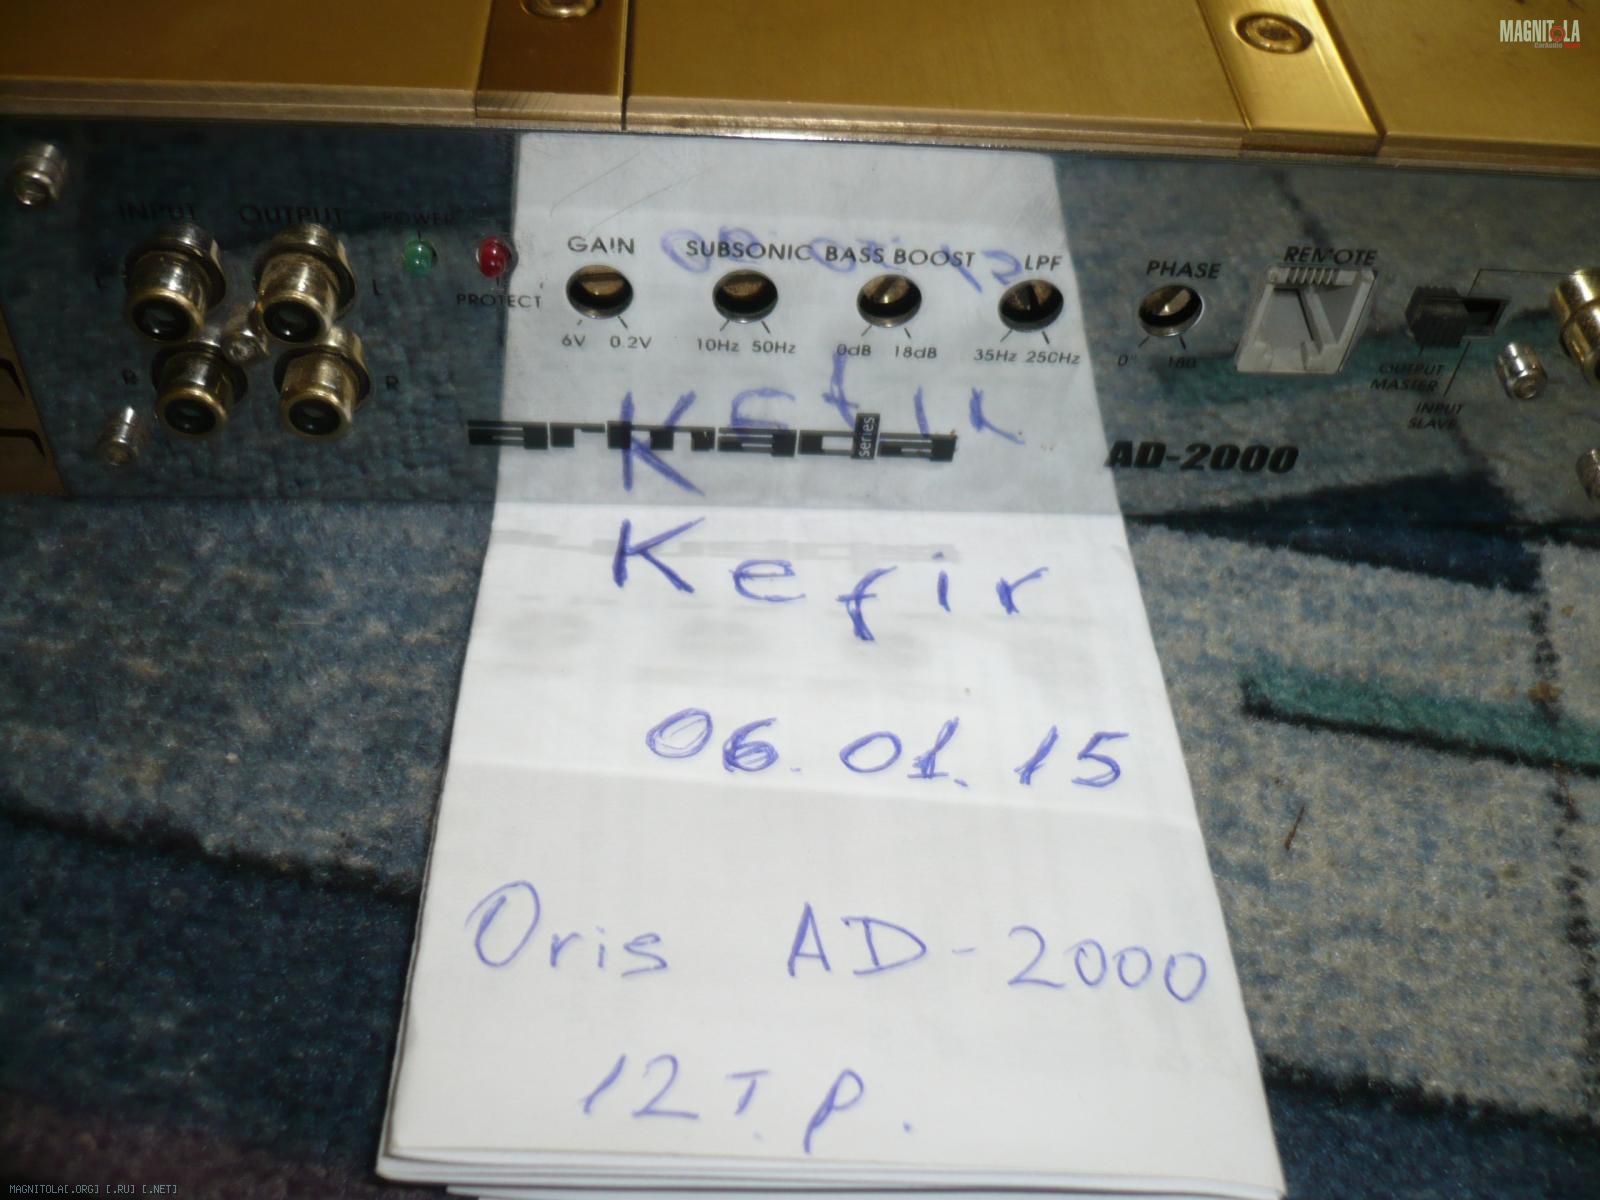 MAGNITOLA
CarAudio
INPUT OUTPUT POWER
L L
PROTECT
R R
GAIN SUBSONIC BASS BOOST LPF PHASE REMOTE
6V 0.2V 10Hz 50Hz 0dB 18dB 35Hz 250Hz 0° 180
OUTPUT
MASTER
INPUT
SLAVE
armada series AD-2000
Kefir
06.01.15
Oris AD-2000
12 т.р.
MAGNITOLA[.ORG] [.RU] [.NET]